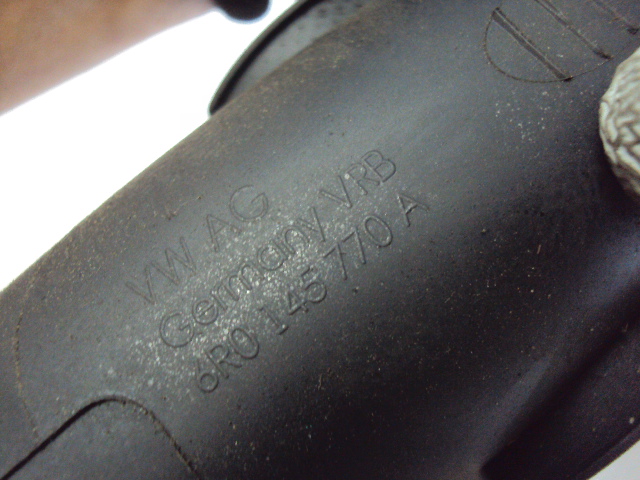 VW AG
Germany VRB
6R0 145 770 A